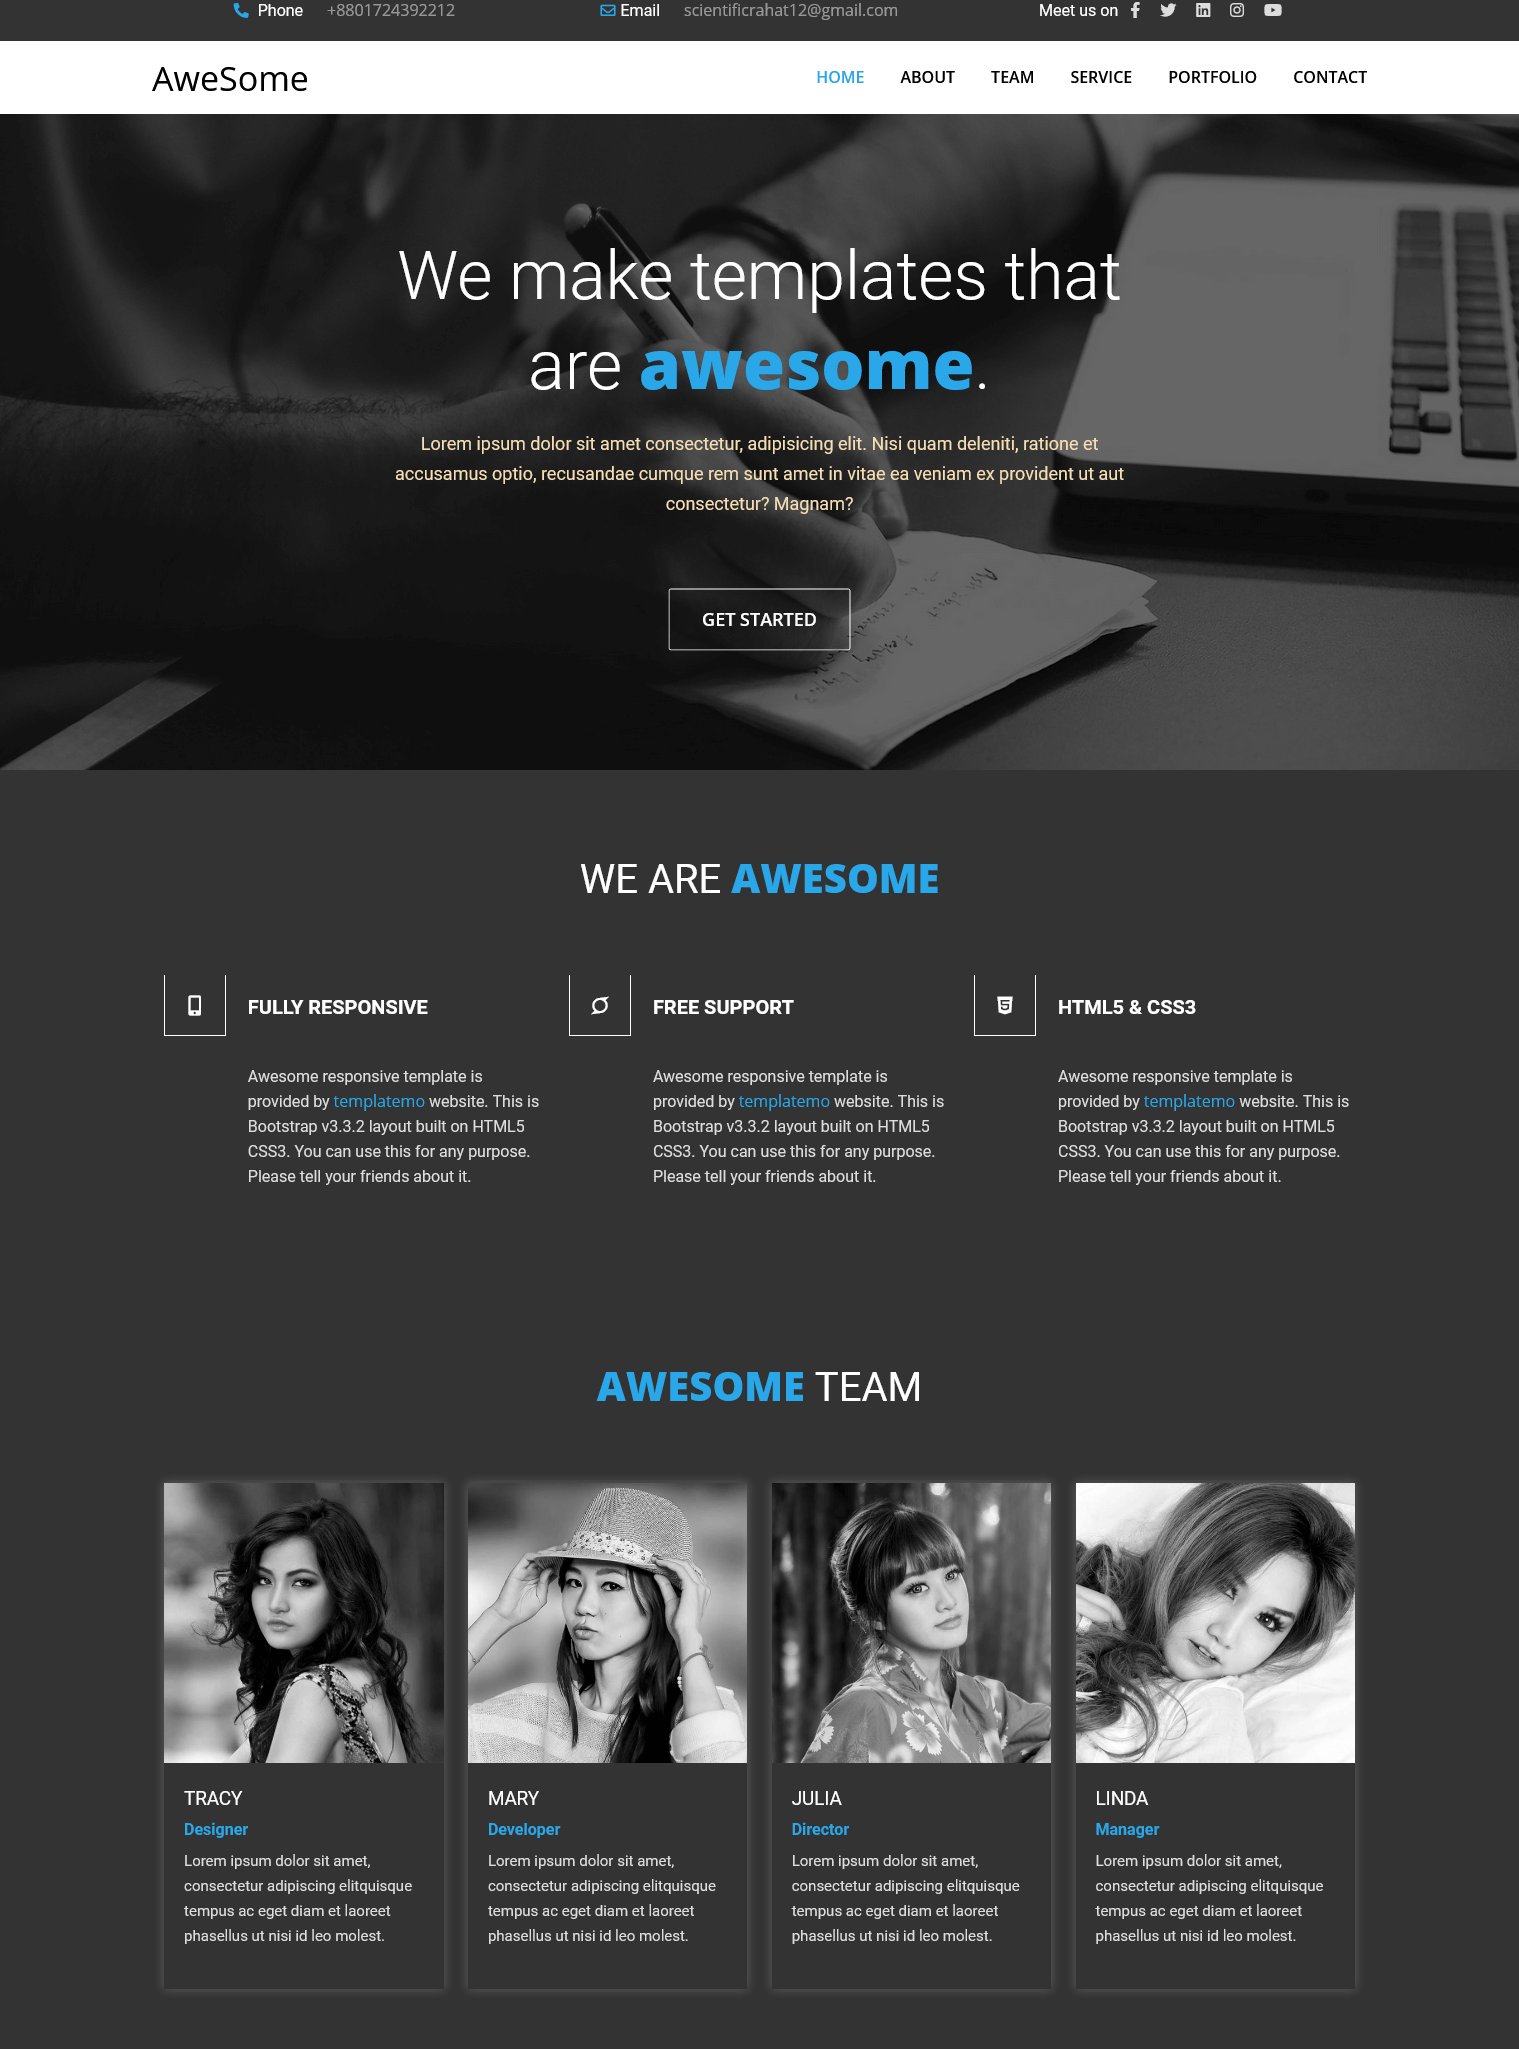 Phone +8801724392212 Email scientificrahat12@gmail.com Meet us on
AweSome HOME ABOUT TEAM SERVICE PORTFOLIO CONTACT
We make templates that
are awesome.
Lorem ipsum dolor sit amet consectetur, adipisicing elit. Nisi quam deleniti, ratione et
accusamus optio, recusandae cumque rem sunt amet in vitae ea veniam ex provident ut aut
consectetur? Magnam?
GET STARTED
WE ARE AWESOME
FULLY RESPONSIVE
Awesome responsive template is
provided by templatemo website. This is
Bootstrap v3.3.2 layout built on HTML5
CSS3. You can use this for any purpose.
Please tell your friends about it.
FREE SUPPORT
Awesome responsive template is
provided by templatemo website. This is
Bootstrap v3.3.2 layout built on HTML5
CSS3. You can use this for any purpose.
Please tell your friends about it.
HTML5 & CSS3
Awesome responsive template is
provided by templatemo website. This is
Bootstrap v3.3.2 layout built on HTML5
CSS3. You can use this for any purpose.
Please tell your friends about it.
AWESOME TEAM
TRACY
Designer
Lorem ipsum dolor sit amet,
consectetur adipiscing elitquisque
tempus ac eget diam et laoreet
phasellus ut nisi id leo molest.
MARY
Developer
Lorem ipsum dolor sit amet,
consectetur adipiscing elitquisque
tempus ac eget diam et laoreet
phasellus ut nisi id leo molest.
JULIA
Director
Lorem ipsum dolor sit amet,
consectetur adipiscing elitquisque
tempus ac eget diam et laoreet
phasellus ut nisi id leo molest.
LINDA
Manager
Lorem ipsum dolor sit amet,
consectetur adipiscing elitquisque
tempus ac eget diam et laoreet
phasellus ut nisi id leo molest.